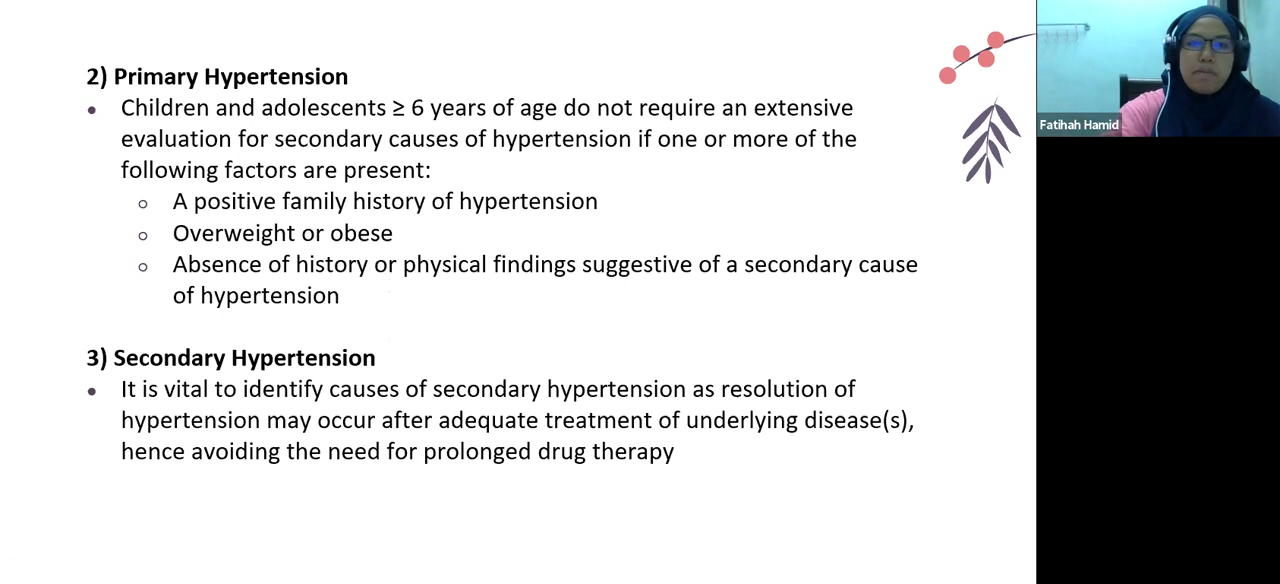 2) Primary Hypertension
• Children and adolescents ≥ 6 years of age do not require an extensive
evaluation for secondary causes of hypertension if one or more of the
following factors are present:
o A positive family history of hypertension
o Overweight or obese
o Absence of history or physical findings suggestive of a secondary cause
of hypertension
3) Secondary Hypertension
• It is vital to identify causes of secondary hypertension as resolution of
hypertension may occur after adequate treatment of underlying disease(s),
hence avoiding the need for prolonged drug therapy
Fatihah Hamid